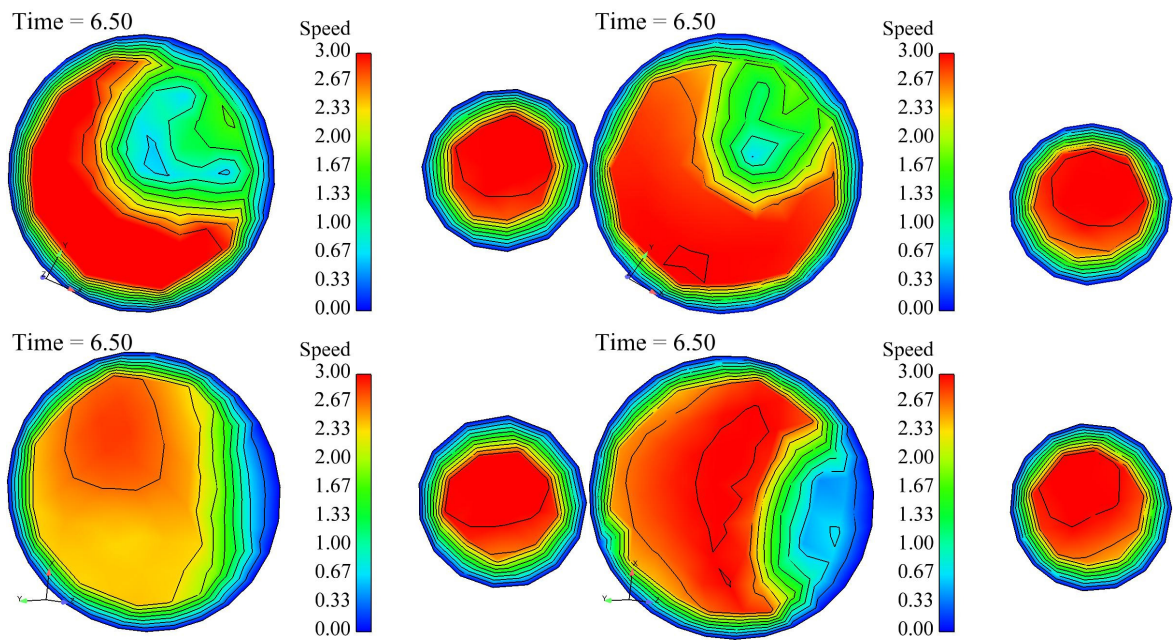 Time = 6.50
Speed
3.00
2.67
2.33
2.00
1.67
1.33
1.00
0.67
0.33
0.00
Y
Z
Time = 6.50
Speed
3.00
2.67
2.33
2.00
1.67
1.33
1.00
0.67
0.33
0.00
Y
Time = 6.50
Speed
3.00
2.67
2.33
2.00
1.67
1.33
1.00
0.67
0.33
0.00
Y
Time = 6.50
Speed
3.00
2.67
2.33
2.00
1.67
1.33
1.00
0.67
0.33
0.00
X
Y